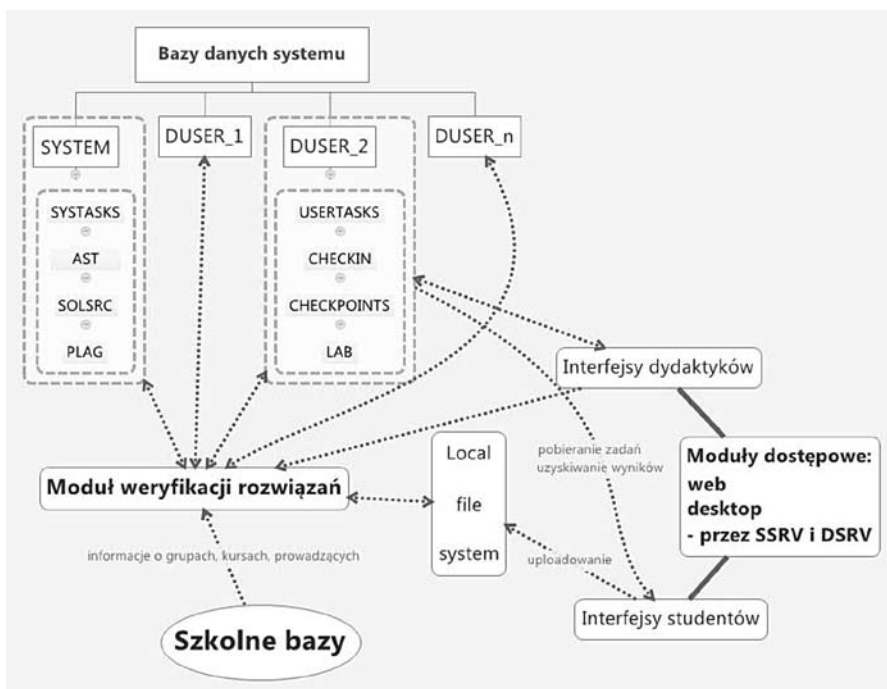 Bazy danych systemu
SYSTEM
DUSER_1
DUSER_2
DUSER_n
SYSTASKS
AST
SOLSRC
PLAG
USERTASKS
CHECKIN
CHECKPOINTS
LAB
Interfejsy dydaktyków
pobieranie zadań
uzyskiwanie wyników
Moduły dostępowe:
web
desktop
- przez SSRV i DSRV
Local
file
system
Moduł weryfikacji rozwiązań
informacje o grupach, kursach, prowadzących
uploadowanie
Interfejsy studentów
Szkolne bazy